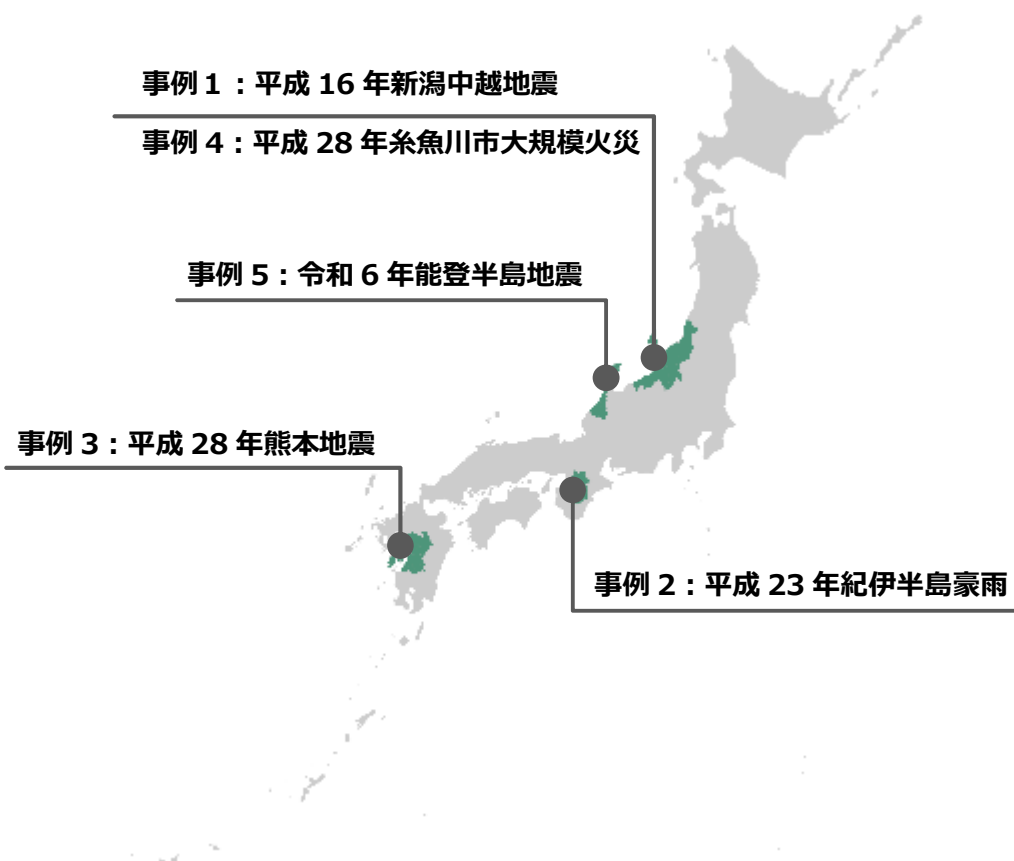 事例１：平成 16 年新潟中越地震
事例４：平成 28 年糸魚川市大規模火災
事例５：令和 6 年能登半島地震
事例３：平成 28 年熊本地震
事例２：平成 23 年紀伊半島豪雨